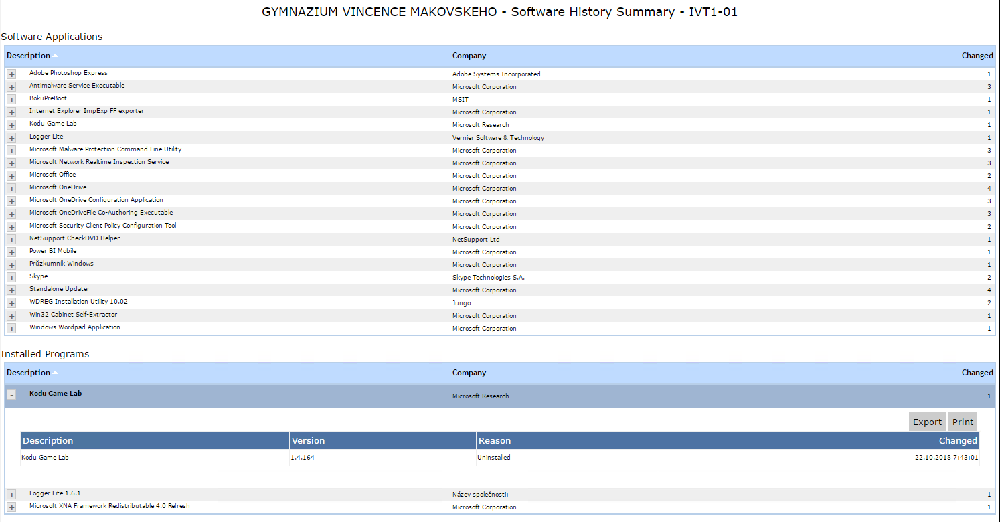 GYMNAZIUM VINCENCE MAKOVSKEHO - Software History Summary - IVT1-01
Software Applications
Description Company Changed
+ Adobe Photoshop Express Adobe Systems Incorporated 1
+ Antimalware Service Executable Microsoft Corporation 3
+ BokuPreBoot MSIT 1
+ Internet Explorer ImpExp FF exporter Microsoft Corporation 1
+ Kodu Game Lab Microsoft Research 1
+ Logger Lite Vernier Software & Technology 1
+ Microsoft Malware Protection Command Line Utility Microsoft Corporation 3
+ Microsoft Network Realtime Inspection Service Microsoft Corporation 3
+ Microsoft Office Microsoft Corporation 2
+ Microsoft OneDrive Microsoft Corporation 4
+ Microsoft OneDrive Configuration Application Microsoft Corporation 3
+ Microsoft OneDriveFile Co-Authoring Executable Microsoft Corporation 3
+ Microsoft Security Client Policy Configuration Tool Microsoft Corporation 2
+ NetSupport CheckDVD Helper NetSupport Ltd 1
+ Power BI Mobile Microsoft Corporation 1
+ Průzkumník Windows Microsoft Corporation 1
+ Skype Skype Technologies S.A. 2
+ Standalone Updater Microsoft Corporation 4
+ WDREG Installation Utility 10.02 Jungo 2
+ Win32 Cabinet Self-Extractor Microsoft Corporation 1
+ Windows Wordpad Application Microsoft Corporation 1
Installed Programs
Description Company Changed
- Kodu Game Lab Microsoft Research 1
Export Print
Description Version Reason Changed
Kodu Game Lab 1.4.164 Uninstalled 22.10.2018 7:43:01
+ Logger Lite 1.6.1 Název společnosti: 1
+ Microsoft XNA Framework Redistributable 4.0 Refresh Microsoft Corporation 1